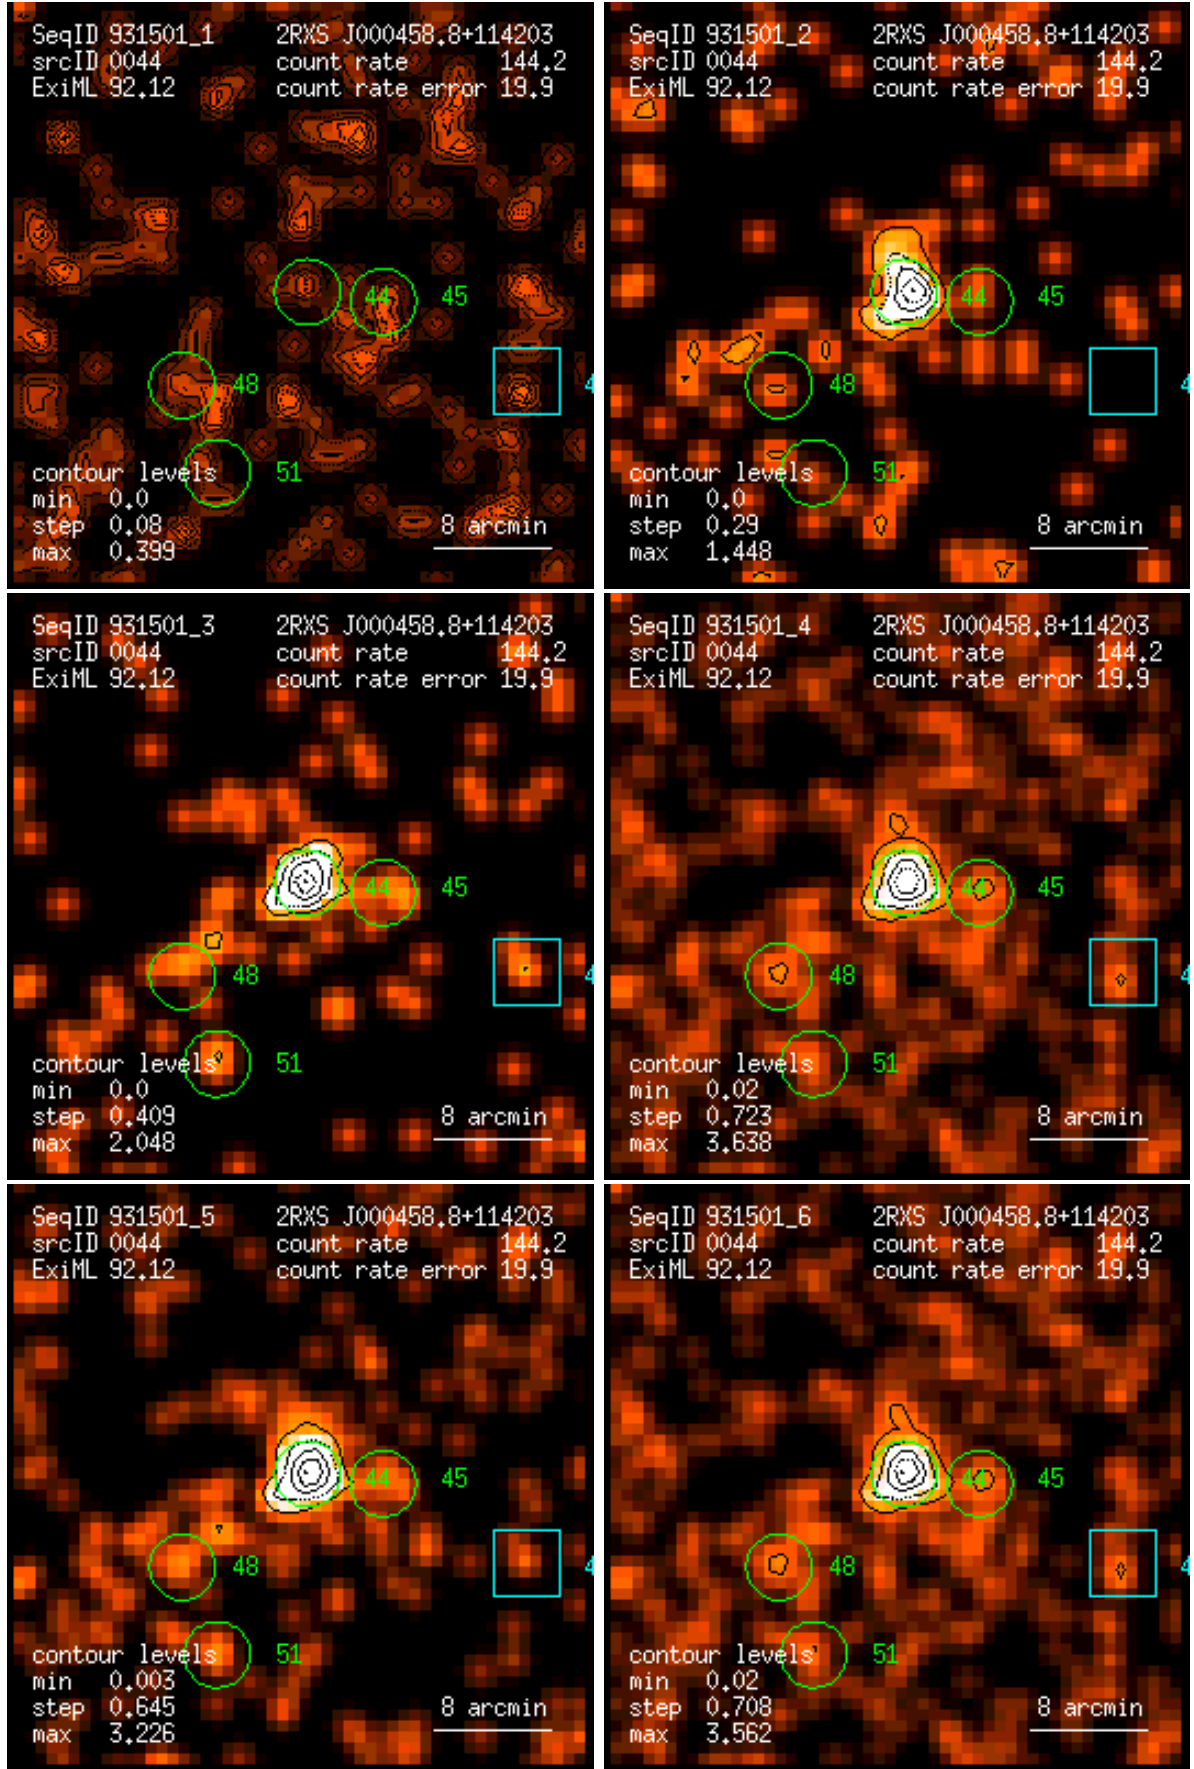 SeqID 931501_1 2RXS J000458.8+114203
srcID 0044 count rate 144.2
ExiML 92.12 count rate error 19.9
44 45
48 4
contour levels 51
min 0.0
step 0.08 8 arcmin
max 0.399
SeqID 931501_2 2RXS J000458.8+114203
srcID 0044 count rate 144.2
ExiML 92.12 count rate error 19.9
44 45
48 4
contour levels 51
min 0.0
step 0.29 8 arcmin
max 1.448
SeqID 931501_3 2RXS J000458.8+114203
srcID 0044 count rate 144.2
ExiML 92.12 count rate error 19.9
44 45
48 4
contour levels 51
min 0.0
step 0.409 8 arcmin
max 2.048
SeqID 931501_4 2RXS J000458.8+114203
srcID 0044 count rate 144.2
ExiML 92.12 count rate error 19.9
44 45
48 4
contour levels 51
min 0.02
step 0.723 8 arcmin
max 3.638
SeqID 931501_5 2RXS J000458.8+114203
srcID 0044 count rate 144.2
ExiML 92.12 count rate error 19.9
44 45
48 4
contour levels 51
min 0.003
step 0.645 8 arcmin
max 3.226
SeqID 931501_6 2RXS J000458.8+114203
srcID 0044 count rate 144.2
ExiML 92.12 count rate error 19.9
44 45
48 4
contour levels 51
min 0.02
step 0.708 8 arcmin
max 3.562